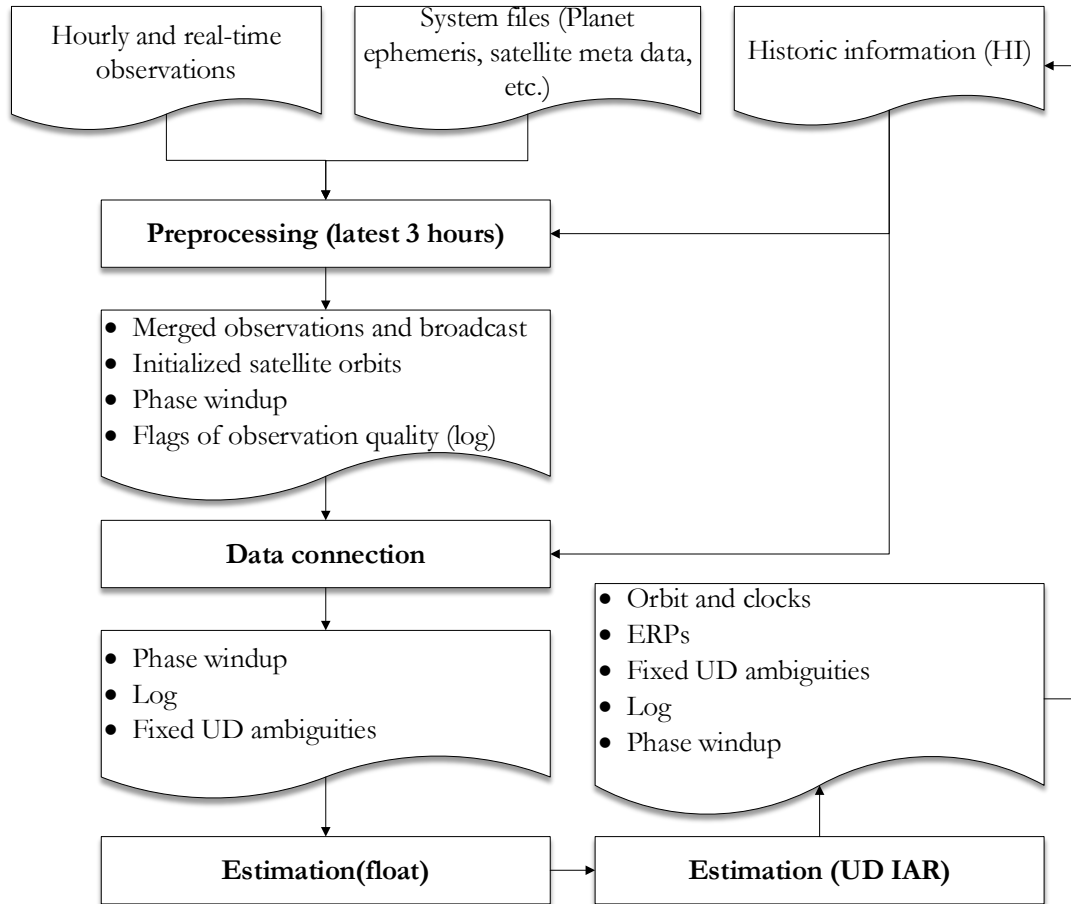 Hourly and real-time
observations
System files (Planet
ephemeris, satellite meta data,
etc.)
Historic information (HI)
Preprocessing (latest 3 hours)
• Merged observations and broadcast
• Initialized satellite orbits
• Phase windup
• Flags of observation quality (log)
Data connection
• Phase windup
• Log
• Fixed UD ambiguities
• Orbit and clocks
• ERPs
• Fixed UD ambiguities
• Log
• Phase windup
Estimation(float)
Estimation (UD IAR)